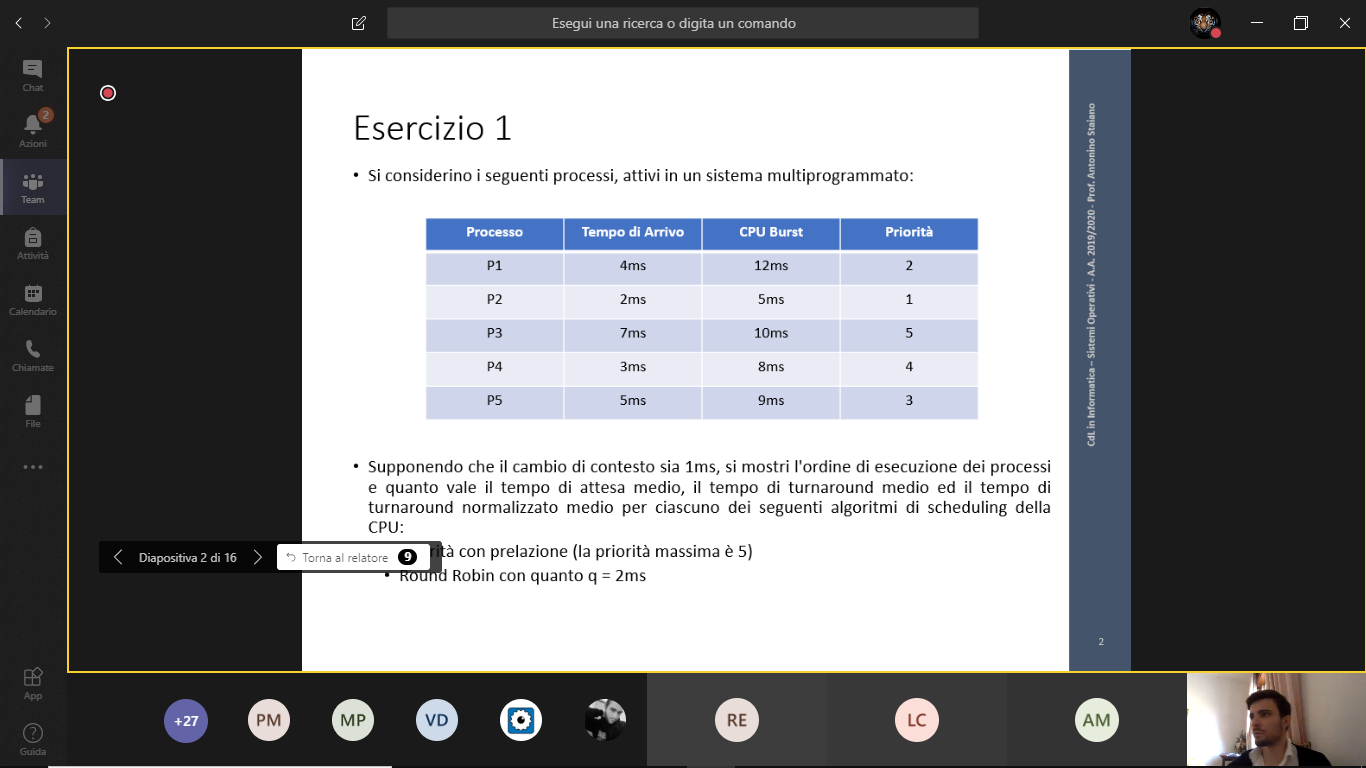 Esegui una ricerca o digita un comando
Chat
2
Azioni
Team
Attività
Calendario
Chiamate
File
App
Guida
Esercizio 1
• Si considerino i seguenti processi, attivi in un sistema multiprogrammato:
Processo Tempo di Arrivo CPU Burst Priorità
P1 4ms 12ms 2
P2 2ms 5ms 1
P3 7ms 10ms 5
P4 3ms 8ms 4
P5 5ms 9ms 3
• Supponendo che il cambio di contesto sia 1ms, si mostri l'ordine di esecuzione dei processi
e quanto vale il tempo di attesa medio, il tempo di turnaround medio ed il tempo di
turnaround normalizzato medio per ciascuno dei seguenti algoritmi di scheduling della
CPU:
rità con prelazione (la priorità massima è 5)
• Round Robin con quanto q = 2ms
Diapositiva 2 di 16
Torna al relatore 9
CdL in Informatica – Sistemi Operativi - A.A. 2019/2020 - Prof. Antonino Staiano
2
+27
PM
MP
VD
RE
LC
AM